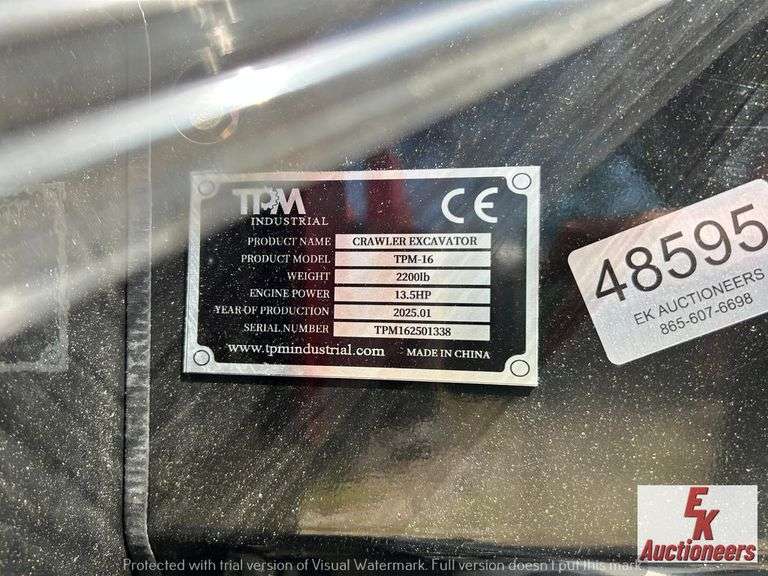 TPM
INDUSTRIAL
CE
PRODUCT NAME CRAWLER EXCAVATOR
PRODUCT MODEL TPM-16
WEIGHT 2200lb
ENGINE POWER 13.5HP
YEAR OF PRODUCTION 2025.01
SERIAL NUMBER TPM162501338
www.tpmindustrial.com MADE IN CHINA
48595
EK AUCTIONEERS
865-607-6698
EK
Auctioneers
Protected with trial version of Visual Watermark. Full version doesn't put this mark.